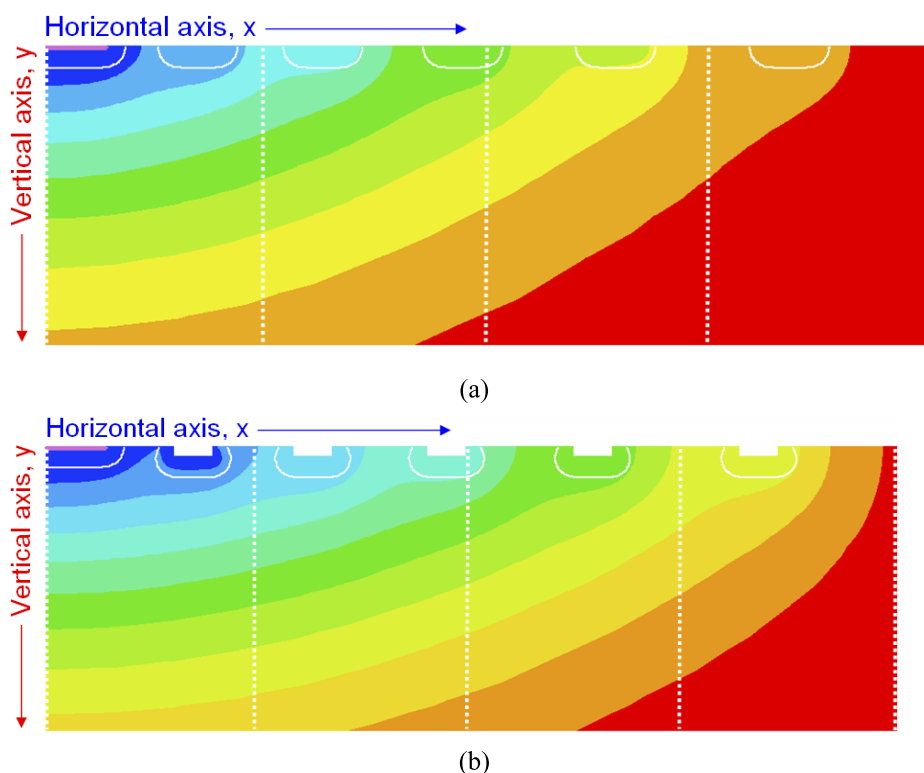 Horizontal axis, x
Vertical axis, y
(a)
Horizontal axis, x
Vertical axis, y
(b)